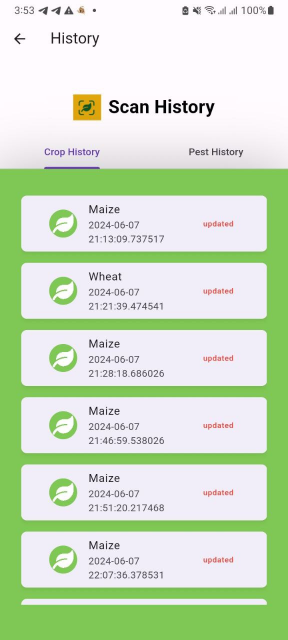 3:53 100%
History
Scan History
Crop History Pest History
Maize
2024-06-07
21:13:09.737517
updated
Wheat
2024-06-07
21:21:39.474541
updated
Maize
2024-06-07
21:28:18.686026
updated
Maize
2024-06-07
21:46:59.538026
updated
Maize
2024-06-07
21:51:20.217468
updated
Maize
2024-06-07
22:07:36.378531
updated